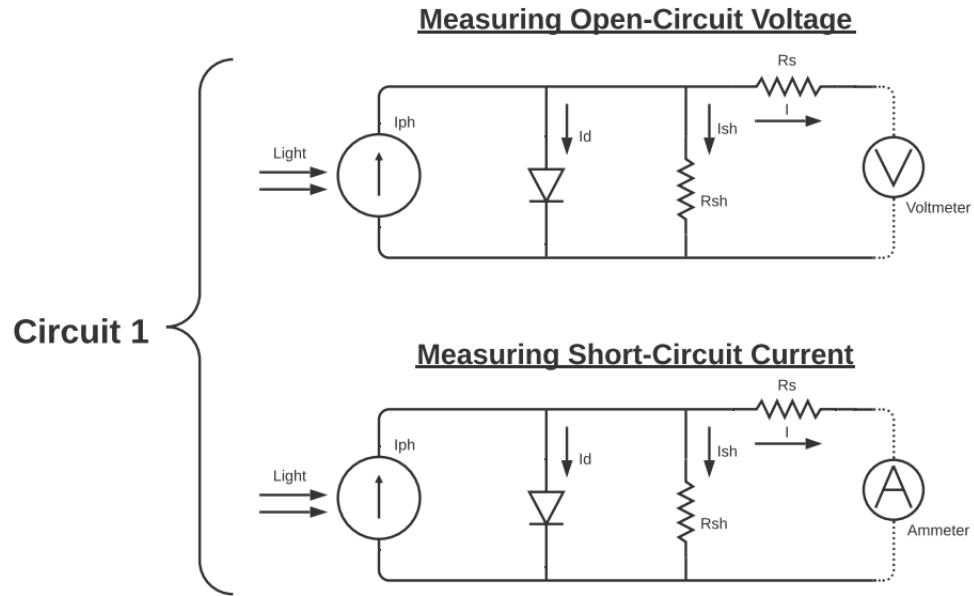 Measuring Open-Circuit Voltage
Rs
I
Iph
Id
Ish
Light
Rsh
V
Voltmeter
Circuit 1
Measuring Short-Circuit Current
Rs
I
Iph
Id
Ish
Light
Rsh
A
Ammeter